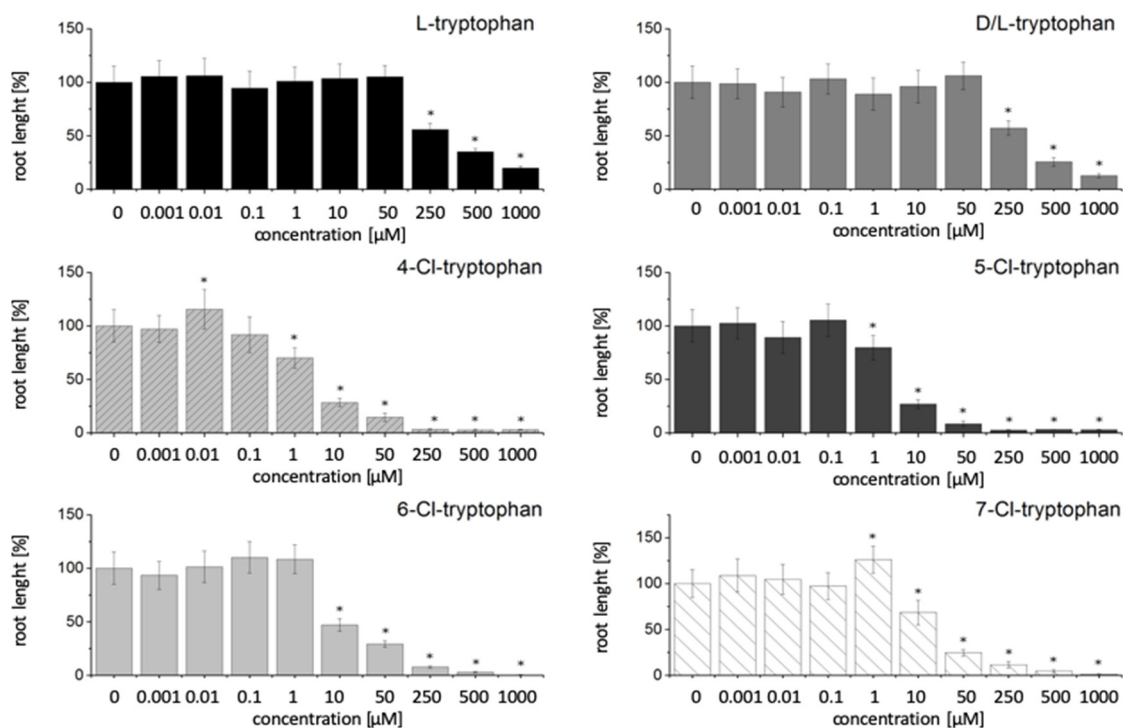 L-tryptophan
150
100
50
0
root lenght [%]
* * *
0 0.001 0.01 0.1 1 10 50 250 500 1000
concentration [µM]
D/L-tryptophan
150
100
50
0
root lenght [%]
* * *
0 0.001 0.01 0.1 1 10 50 250 500 1000
concentration [µM]
4-Cl-tryptophan
150
100
50
0
root lenght [%]
* * * * * * *
0 0.001 0.01 0.1 1 10 50 250 500 1000
concentration [µM]
5-Cl-tryptophan
150
100
50
0
root lenght [%]
* * * * * *
0 0.001 0.01 0.1 1 10 50 250 500 1000
concentration [µM]
6-Cl-tryptophan
150
100
50
0
root lenght [%]
* * * * *
0 0.001 0.01 0.1 1 10 50 250 500 1000
concentration [µM]
7-Cl-tryptophan
150
100
50
0
root lenght [%]
* * * * * *
0 0.001 0.01 0.1 1 10 50 250 500 1000
concentration [µM]